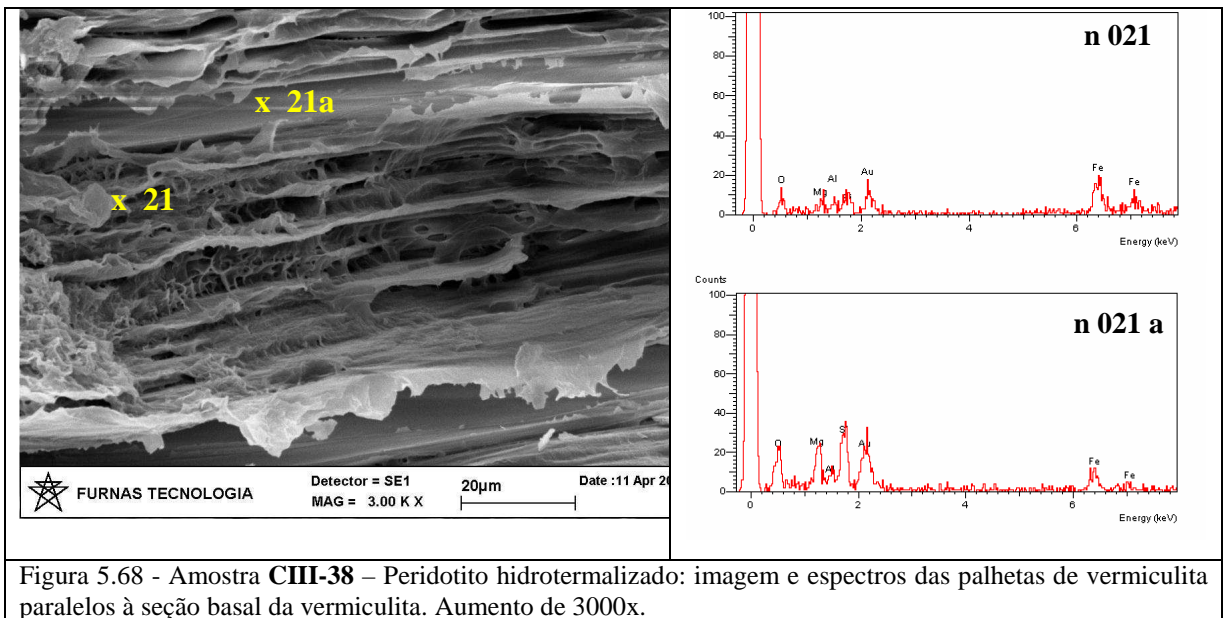 x 21a
x 21
FURNAS TECNOLOGIA
Detector = SE1
MAG = 3.00 K X
20µm
Date :11 Apr 20
100
80
60
40
20
0
n 021
O
Mg
Al
Au
Fe
Fe
0
2
4
6
Energy (keV)
Counts
100
80
60
40
20
0
n 021 a
O
Mg
Al
Si
Au
Fe
Fe
0
2
4
6
Energy (keV)
Figura 5.68 - Amostra CIII-38 – Peridotito hidrotermalizado: imagem e espectros das palhetas de vermiculita
paralelos à seção basal da vermiculita. Aumento de 3000x.